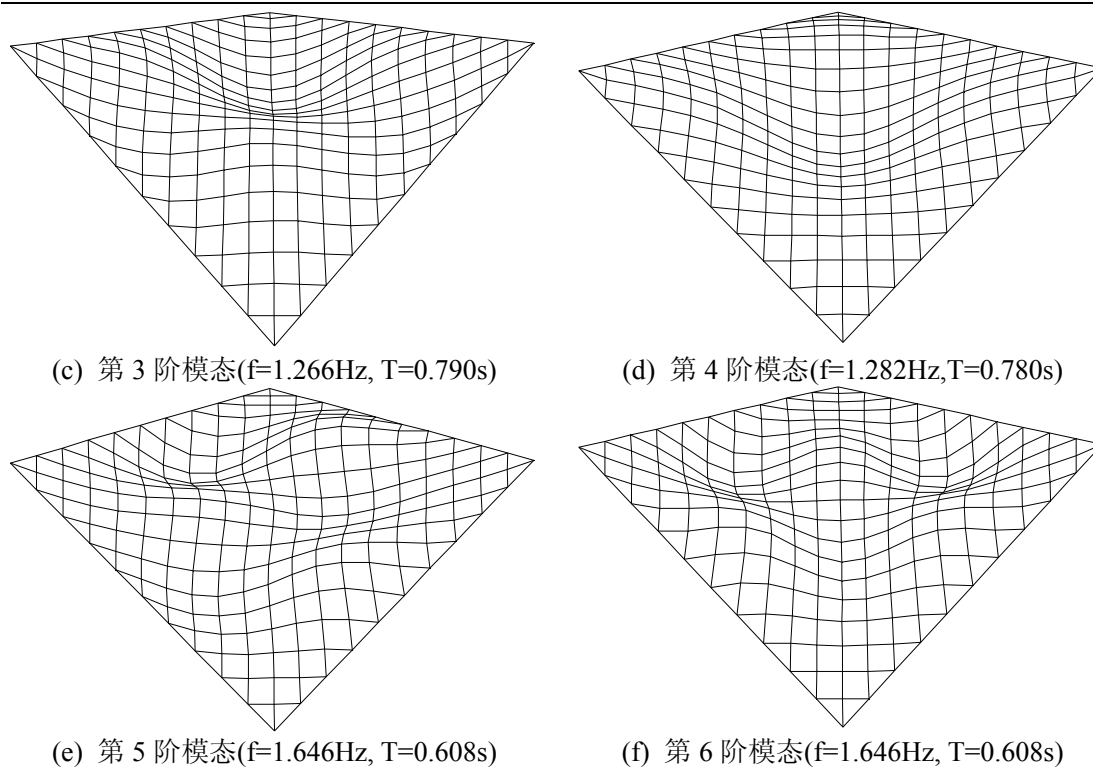 (c) 第 3 阶模态(f=1.266Hz, T=0.790s)
(d) 第 4 阶模态(f=1.282Hz,T=0.780s)
(e) 第 5 阶模态(f=1.646Hz, T=0.608s)
(f) 第 6 阶模态(f=1.646Hz, T=0.608s)